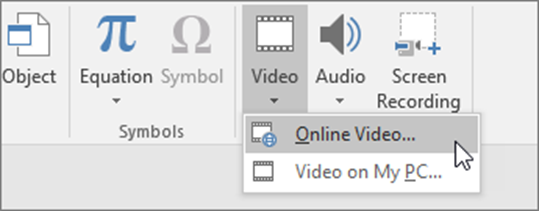 Object
Equation
Symbol
Symbols
Video
Audio
Screen
Recording
Online Video...
Video on My PC...